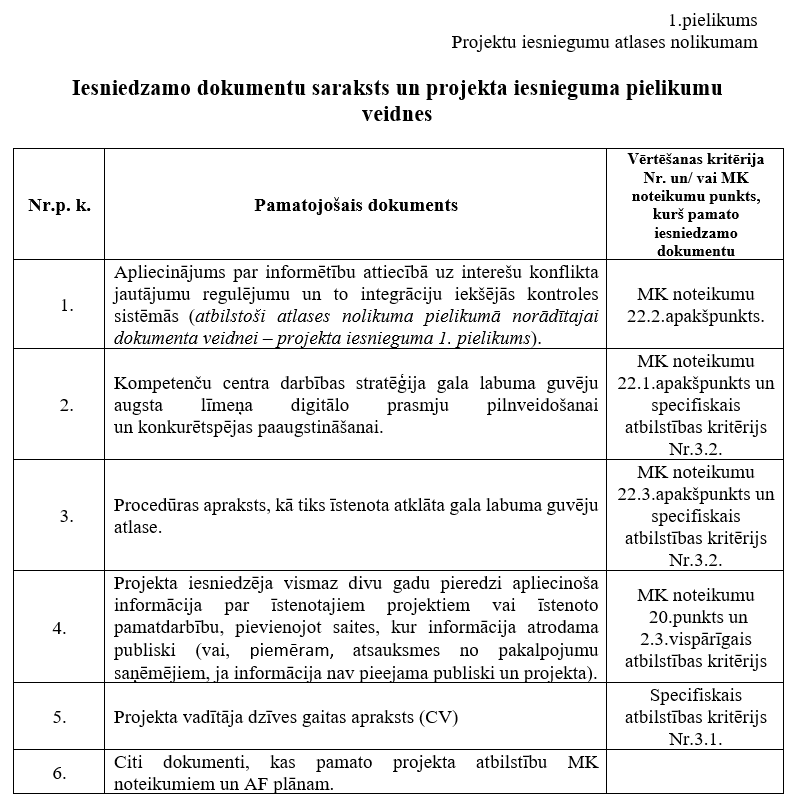 1.pielikums
Projektu iesniegumu atlases nolikumam
Iesniedzamo dokumentu saraksts un projekta iesnieguma pielikumu
veidnes
Nr.p. k.
Pamatojošais dokuments
Vērtēšanas kritērija
Nr. un/ vai MK
noteikumu punkts,
kurš pamato
iesniedzamo
dokumentu
1.
Apliecinājums par informētību attiecībā uz interešu konflikta
jautājumu regulējumu un to integrāciju iekšējās kontroles
sistēmās (atbilstoši atlases nolikuma pielikumā norādītajai
dokumenta veidnei – projekta iesnieguma 1. pielikums).
MK noteikumu
22.2.apakšpunkts.
2.
Kompetenču centra darbības stratēģija gala labuma guvēju
augsta līmeņa digitālo prasmju pilnveidošanai
un konkurētspējas paaugstināšanai.
MK noteikumu
22.1.apakšpunkts un
specifiskais
atbilstības kritērijs
Nr.3.2.
3.
Procedūras apraksts, kā tiks īstenota atklāta gala labuma guvēju
atlase.
MK noteikumu
22.3.apakšpunkts un
specifiskais
atbilstības kritērijs
Nr.3.2.
4.
Projekta iesniedzēja vismaz divu gadu pieredzi apliecinoša
informācija par īstenotajiem projektiem vai īstenoto
pamatdarbību, pievienojot saites, kur informācija atrodama
publiski (vai, piemēram, atsauksmes no pakalpojumu
saņēmējiem, ja informācija nav pieejama publiski un projekta).
MK noteikumu
20.punkts un
2.3.vispārīgais
atbilstības kritērijs
5.
Projekta vadītāja dzīves gaitas apraksts (CV)
Specifiskais
atbilstības kritērijs
Nr.3.1.
6.
Citi dokumenti, kas pamato projekta atbilstību MK
noteikumiem un AF plānam.